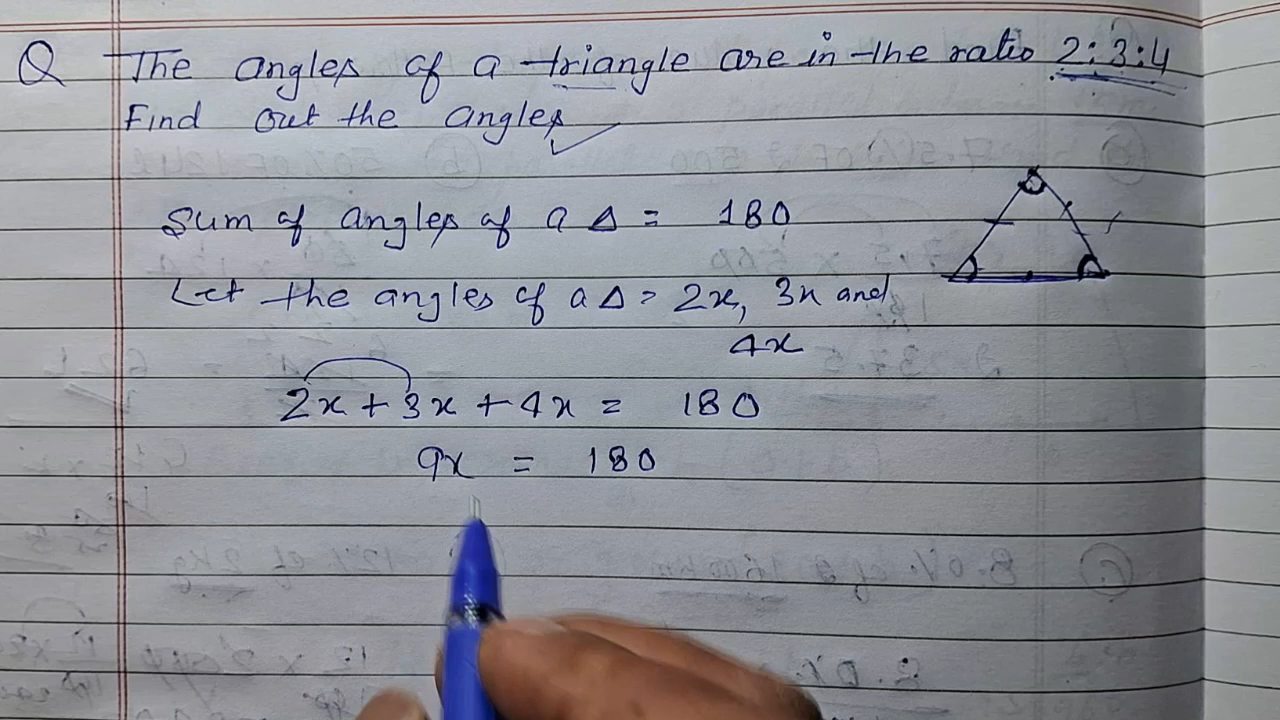 Q The angles of a triangle are in the ratio 2:3:4
Find out the angles
Sum of angles of a Δ = 180
Let the angles of a Δ = 2x, 3x and
4x
2x + 3x + 4x = 180
9x = 180